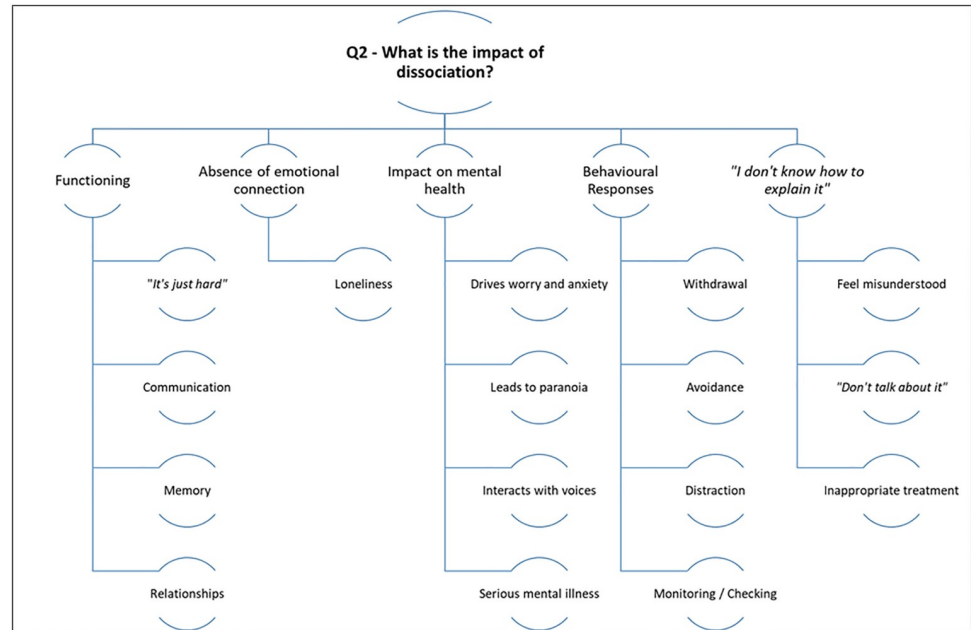 Q2 - What is the impact of
dissociation?
Functioning
Absence of emotional
connection
Impact on mental
health
Behavioural
Responses
"I don't know how to
explain it"
"It's just hard"
Loneliness
Drives worry and anxiety
Withdrawal
Feel misunderstood
Communication
Leads to paranoia
Avoidance
"Don't talk about it"
Memory
Interacts with voices
Distraction
Inappropriate treatment
Relationships
Serious mental illness
Monitoring / Checking